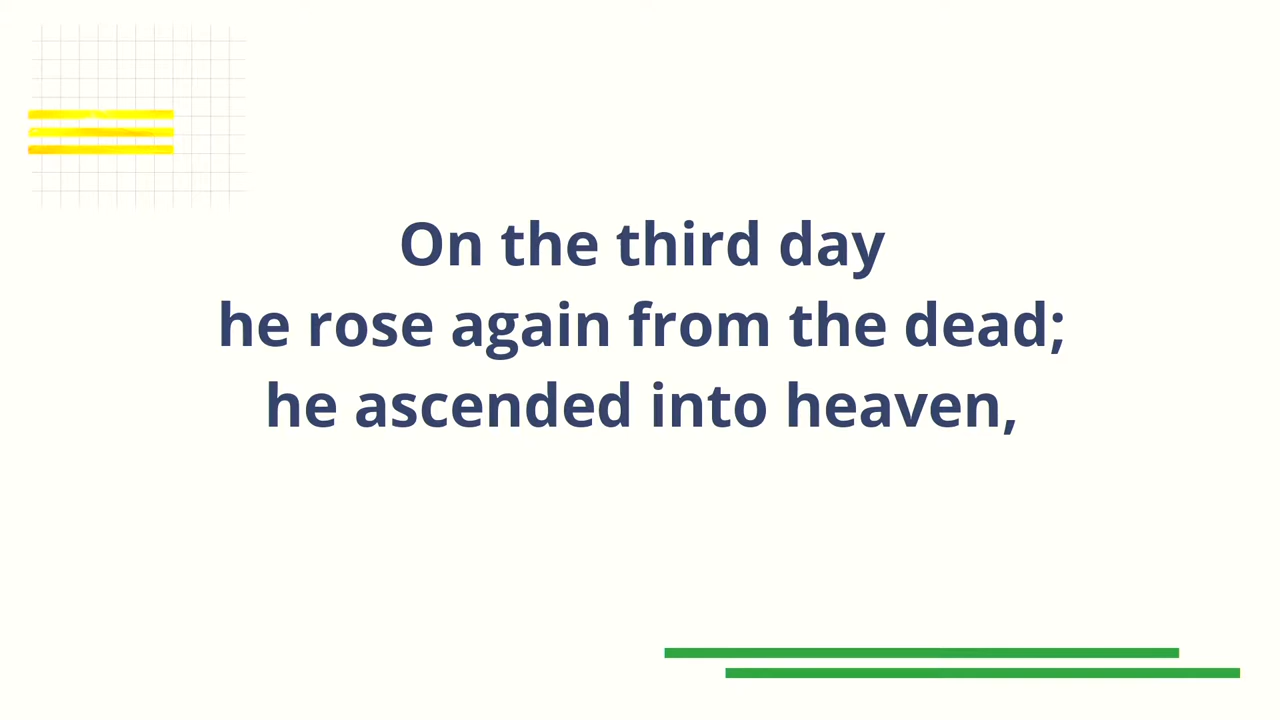 On the third day
he rose again from the dead;
he ascended into heaven,